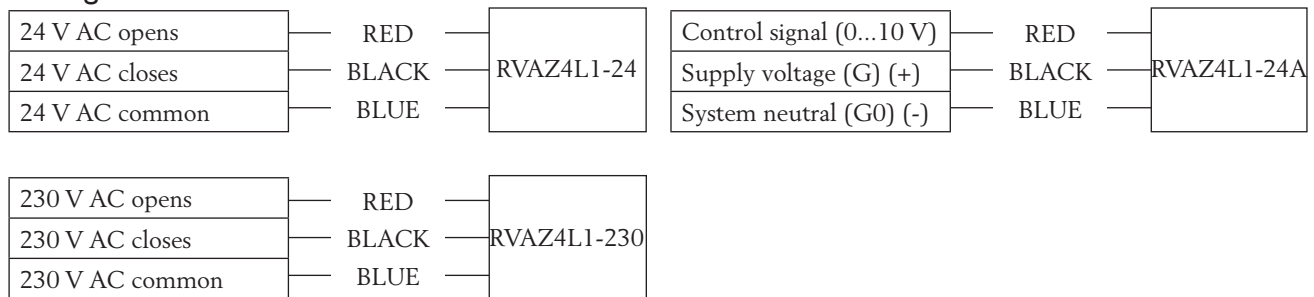 24 V AC opens RED
24 V AC closes BLACK RVAZ4L1-24
24 V AC common BLUE
Control signal (0...10 V) RED
Supply voltage (G) (+) BLACK RVAZ4L1-24A
System neutral (G0) (-) BLUE
230 V AC opens RED
230 V AC closes BLACK RVAZ4L1-230
230 V AC common BLUE